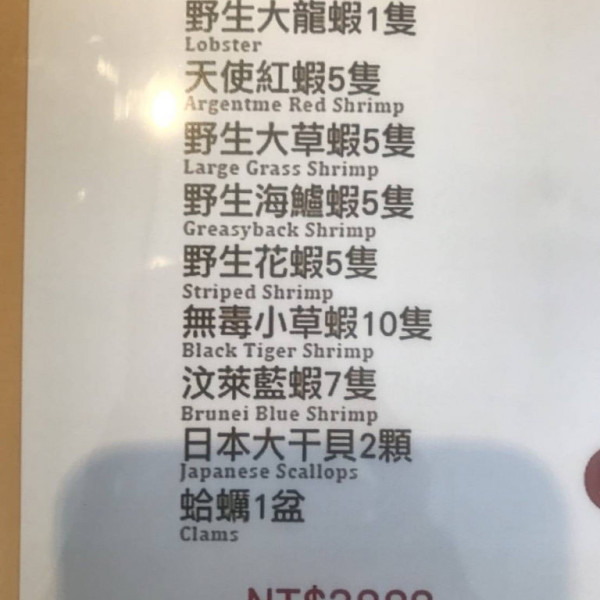 野生大龍蝦1隻
Lobster
天使紅蝦5隻
Argentme Red Shrimp
野生大草蝦5隻
Large Grass Shrimp
野生海鱸蝦5隻
Greasyback Shrimp
野生花蝦5隻
Striped Shrimp
無毒小草蝦10隻
Black Tiger Shrimp
汶萊藍蝦7隻
Brunei Blue Shrimp
日本大干貝2顆
Japanese Scallops
蛤蠣1盆
Clams